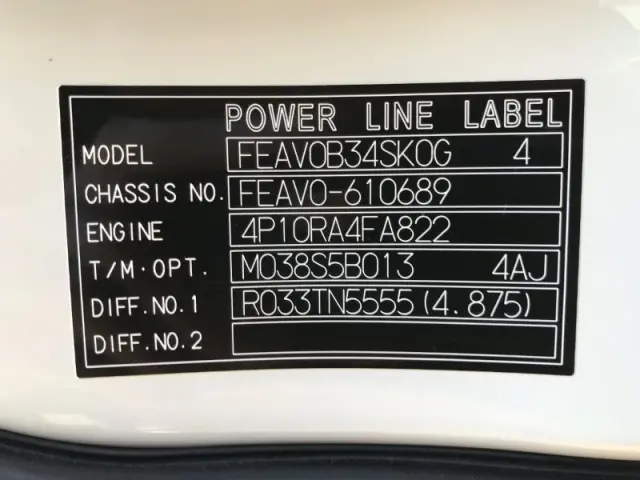 POWER LINE LABEL
MODEL FEAV0B34SK0G 4
CHASSIS NO. FEAV0-610689
ENGINE 4P10RA4FA822
T/M·OPT. M038S5B013 4AJ
DIFF.NO.1 R033TN5555(4.875)
DIFF.NO.2